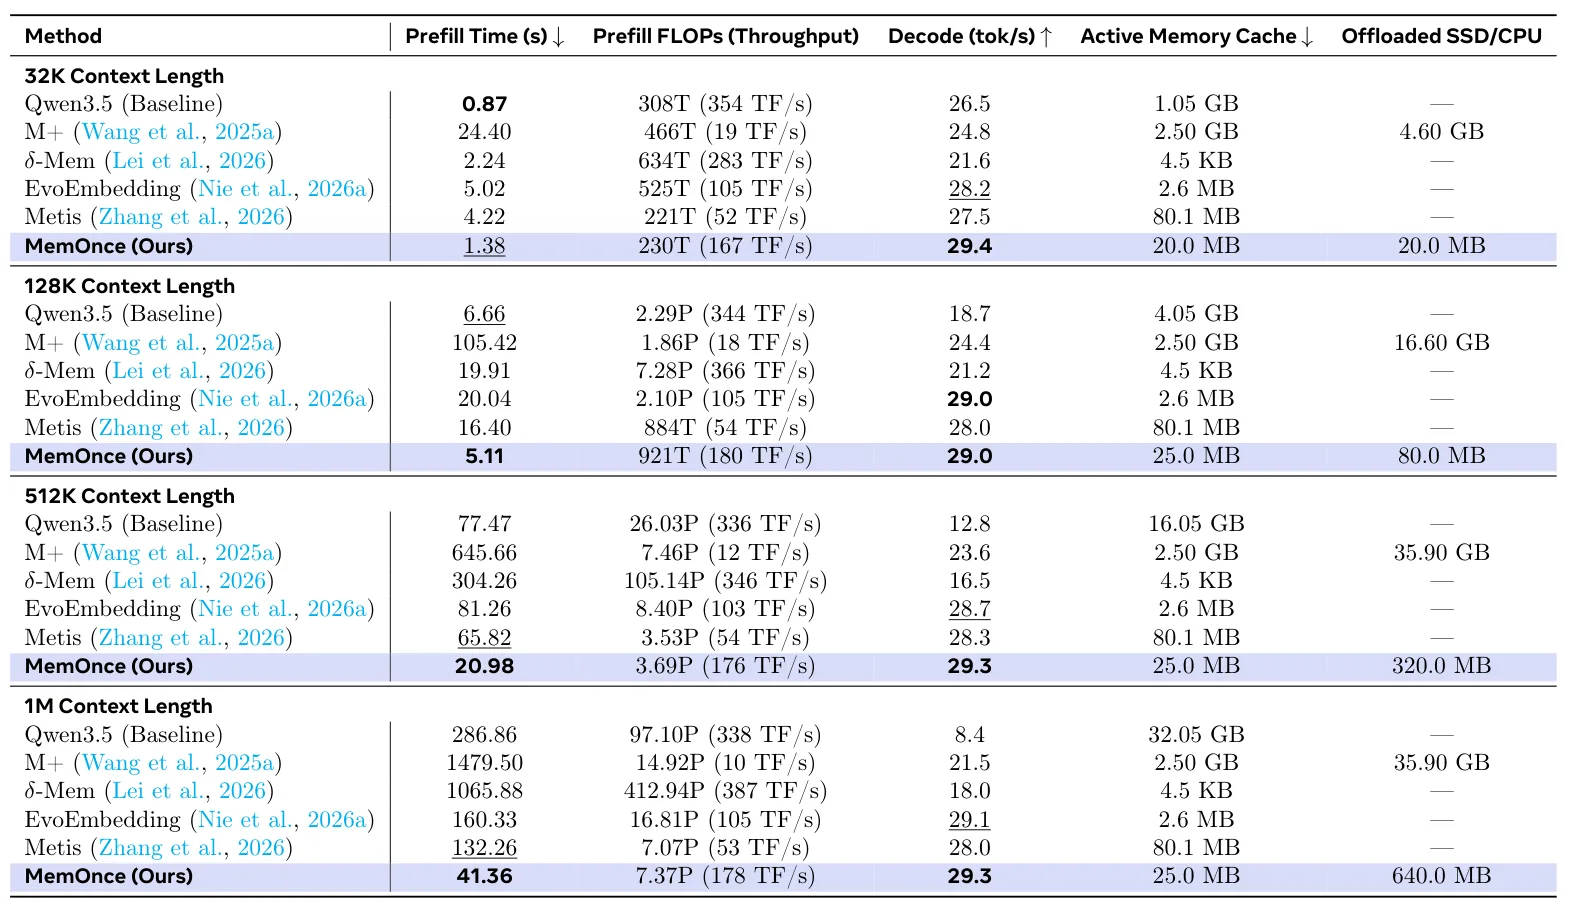 Method Prefill Time (s) ↓ Prefill FLOPs (Throughput) Decode (tok/s) ↑ Active Memory Cache ↓ Offloaded SSD/CPU
32K Context Length
Qwen3.5 (Baseline) 0.87 308T (354 TF/s) 26.5 1.05 GB —
M+ (Wang et al., 2025a) 24.40 466T (19 TF/s) 24.8 2.50 GB 4.60 GB
δ-Mem (Lei et al., 2026) 2.24 634T (283 TF/s) 21.6 4.5 KB —
EvoEmbedding (Nie et al., 2026a) 5.02 525T (105 TF/s) 28.2 2.6 MB —
Metis (Zhang et al., 2026) 4.22 221T (52 TF/s) 27.5 80.1 MB —
MemOnce (Ours) 1.38 230T (167 TF/s) 29.4 20.0 MB 20.0 MB
128K Context Length
Qwen3.5 (Baseline) 6.66 2.29P (344 TF/s) 18.7 4.05 GB —
M+ (Wang et al., 2025a) 105.42 1.86P (18 TF/s) 24.4 2.50 GB 16.60 GB
δ-Mem (Lei et al., 2026) 19.91 7.28P (366 TF/s) 21.2 4.5 KB —
EvoEmbedding (Nie et al., 2026a) 20.04 2.10P (105 TF/s) 29.0 2.6 MB —
Metis (Zhang et al., 2026) 16.40 884T (54 TF/s) 28.0 80.1 MB —
MemOnce (Ours) 5.11 921T (180 TF/s) 29.0 25.0 MB 80.0 MB
512K Context Length
Qwen3.5 (Baseline) 77.47 26.03P (336 TF/s) 12.8 16.05 GB —
M+ (Wang et al., 2025a) 645.66 7.46P (12 TF/s) 23.6 2.50 GB 35.90 GB
δ-Mem (Lei et al., 2026) 304.26 105.14P (346 TF/s) 16.5 4.5 KB —
EvoEmbedding (Nie et al., 2026a) 81.26 8.40P (103 TF/s) 28.7 2.6 MB —
Metis (Zhang et al., 2026) 65.82 3.53P (54 TF/s) 28.3 80.1 MB —
MemOnce (Ours) 20.98 3.69P (176 TF/s) 29.3 25.0 MB 320.0 MB
1M Context Length
Qwen3.5 (Baseline) 286.86 97.10P (338 TF/s) 8.4 32.05 GB —
M+ (Wang et al., 2025a) 1479.50 14.92P (10 TF/s) 21.5 2.50 GB 35.90 GB
δ-Mem (Lei et al., 2026) 1065.88 412.94P (387 TF/s) 18.0 4.5 KB —
EvoEmbedding (Nie et al., 2026a) 160.33 16.81P (105 TF/s) 29.1 2.6 MB —
Metis (Zhang et al., 2026) 132.26 7.07P (53 TF/s) 28.0 80.1 MB —
MemOnce (Ours) 41.36 7.37P (178 TF/s) 29.3 25.0 MB 640.0 MB